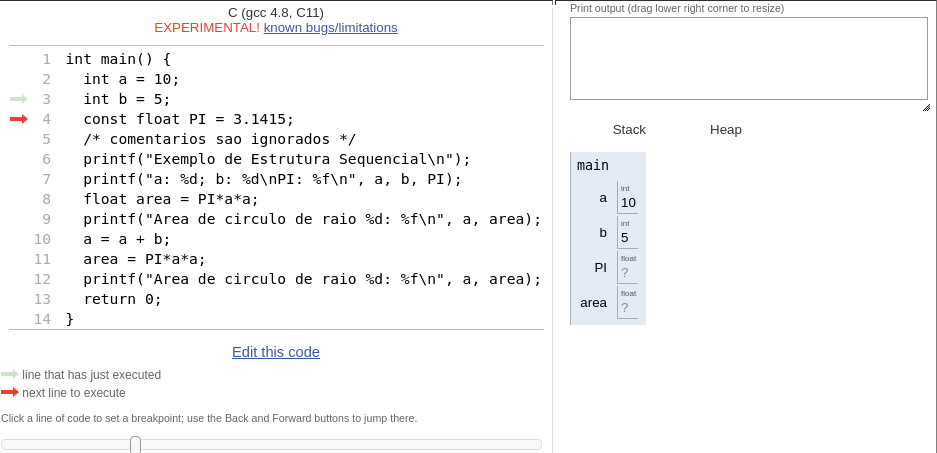 C (gcc 4.8, C11)
EXPERIMENTAL! known bugs/limitations
1 int main() {
2   int a = 10;
3   int b = 5;
4   const float PI = 3.1415;
5   /* comentarios sao ignorados */
6   printf("Exemplo de Estrutura Sequencial\n");
7   printf("a: %d; b: %d\nPI: %f\n", a, b, PI);
8   float area = PI*a*a;
9   printf("Area de circulo de raio %d: %f\n", a, area);
10   a = a + b;
11   area = PI*a*a;
12   printf("Area de circculo de raio %d: %f\n", a, area);
13   return 0;
14 }
Edit this code
line that has just executed
next line to execute
Click a line of code to set a breakpoint; use the Back and Forward buttons to jump there.
Print output (drag lower right corner to resize)
Stack Heap
main
int
a 10
int
b 5
float
PI ?
float
area ?